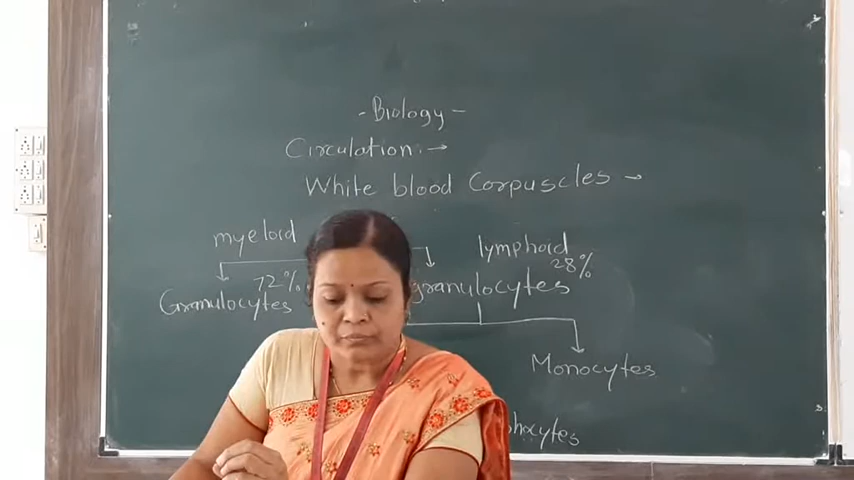 - Biology -
Circulation. →
White blood Corpuscles →
myeloid lymphoid
72% 28%
Granulocytes granulocytes
Monocytes
hocytes